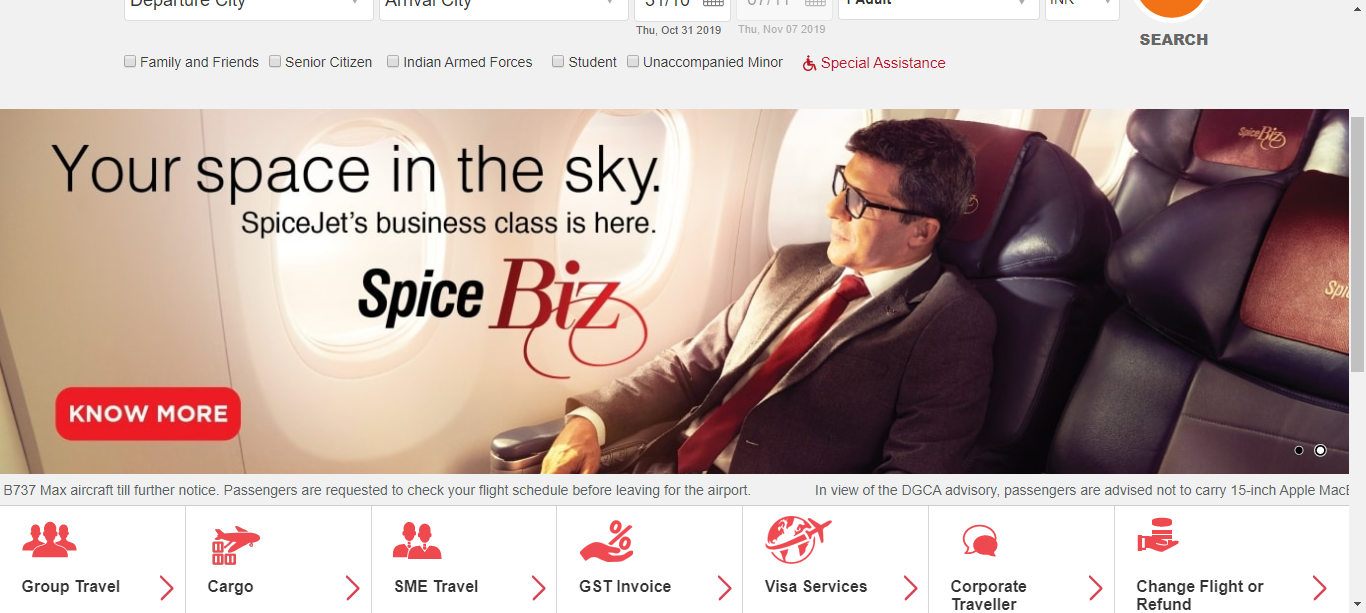 Departure City
Arrival City
31/10
07/11
1 Adult
INR
Thu, Oct 31 2019
Thu, Nov 07 2019
SEARCH
Family and Friends
Senior Citizen
Indian Armed Forces
Student
Unaccompanied Minor
Special Assistance
Your space in the sky.
SpiceJet's business class is here.
Spice Biz
KNOW MORE
SpiceBiz
B737 Max aircraft till further notice. Passengers are requested to check your flight schedule before leaving for the airport.
In view of the DGCA advisory, passengers are advised not to carry 15-inch Apple
Group Travel
Cargo
SME Travel
GST Invoice
Visa Services
Corporate
Traveller
Change Flight or
Refund